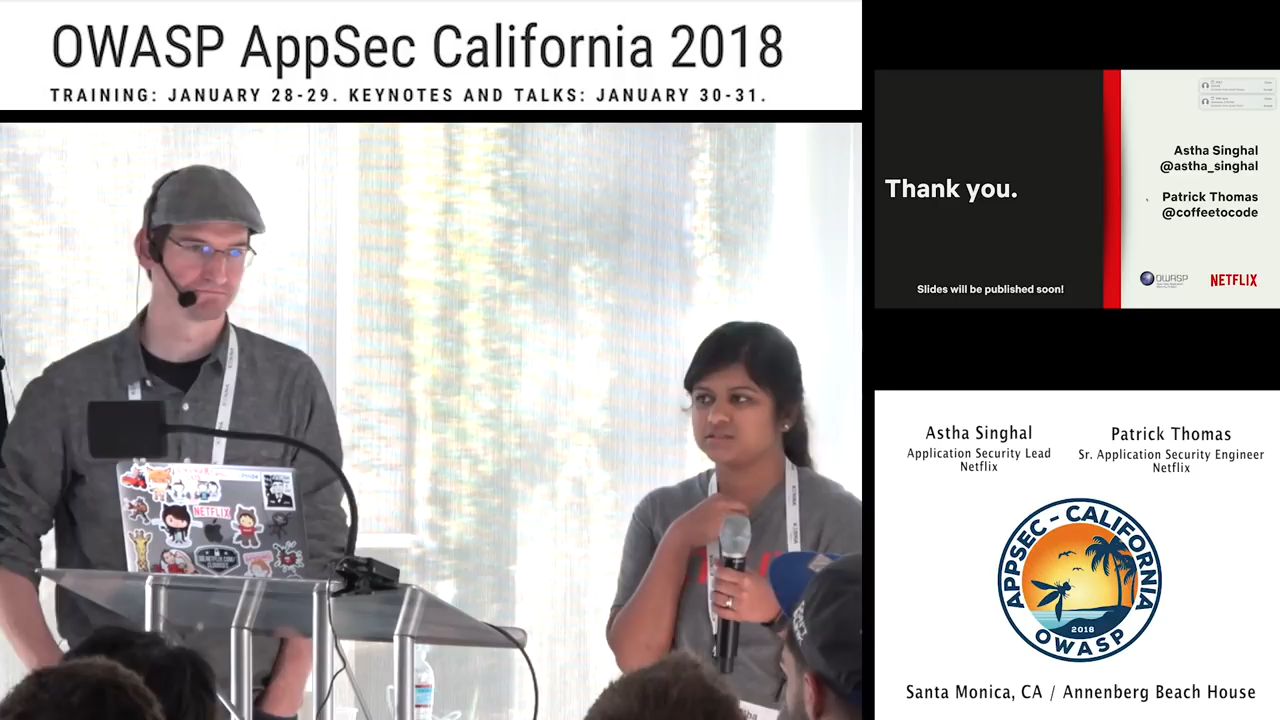 OWASP AppSec California 2018
TRAINING: JANUARY 28-29. KEYNOTES AND TALKS: JANUARY 30-31.
Thank you.
Astha Singhal
@astha_singhal
Patrick Thomas
@coffeetocode
Slides will be published soon!
OWASP
NETFLIX
NETFLIX
Astha Singhal
Application Security Lead
Netflix
Patrick Thomas
Sr. Application Security Engineer
Netflix
APPSEC - CALIFORNIA
2018
OWASP
Santa Monica, CA / Annenberg Beach House